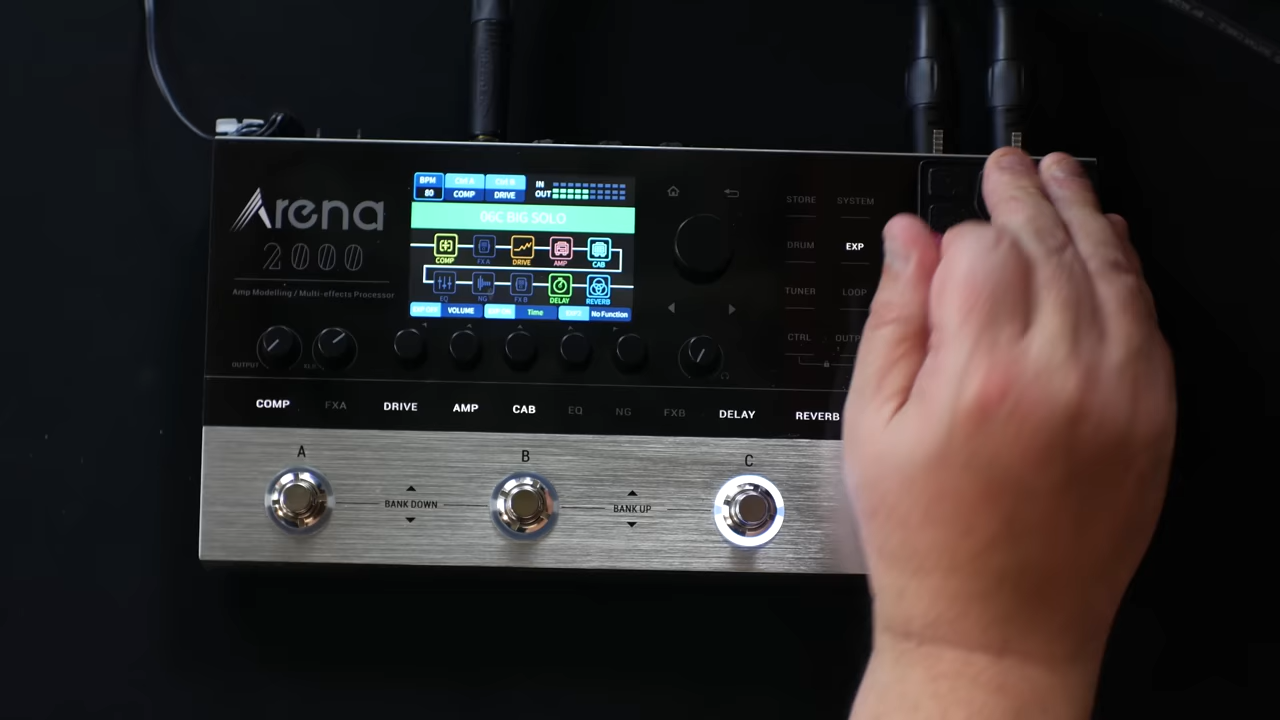 Arena
2000
Amp Modelling / Multi-effects Processor
OUTPUT
BPM
80
Ctrl A
COMP
Ctrl B
DRIVE
IN
OUT
06C BIG SOLO
COMP FX A DRIVE AMP CAB
EQ NG FX B DELAY REVERB
VOLUME
Time
No Function
STORE SYSTEM
DRUM EXP
TUNER LOOP
CTRL
COMP FXA DRIVE AMP CAB EQ NG FXB DELAY REVERB
A B C
BANK DOWN BANK UP